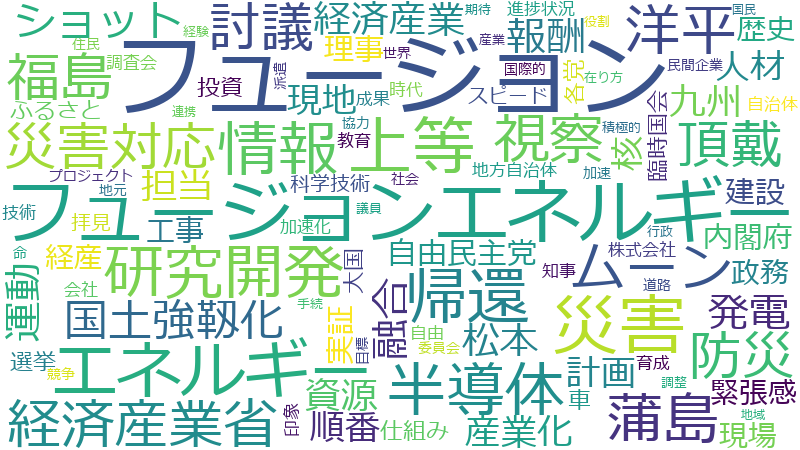 ショット
討議
経済産業
期待
進捗状況
役割
国民
洋平
歴史
住民
経験
フュージョン
理事
世界
産業
報酬
民間企業
人材
福島
調査会
投資
派遣
国際的
在り方
ふるさと
連携
現地
成果
時代
スピード
各党
臨時国会
九州
自治体
災害対応
情報
上等
協力
教育
視察
積極的
核
頂戴
プロジェクト
地元
担当
科学技術
社会
地方自治体
加速
建設
フュージョンエネルギー
技術
拝見
工事
加速化
議員
行政
内閣府
経産
研究開発
大国
自由民主党
ムーン
株式会社
政務
命
会社
知事
道路
運動
国土強靱化
手続
実証
融合
帰還
災害
発電
選挙
エネルギー
目標
自由
委員会
松本
防災
競争
資源
半導体
計画
育成
調整
緊張感
経済産業省
印象
順番
仕組み
産業化
車
蒲島
地域
現場